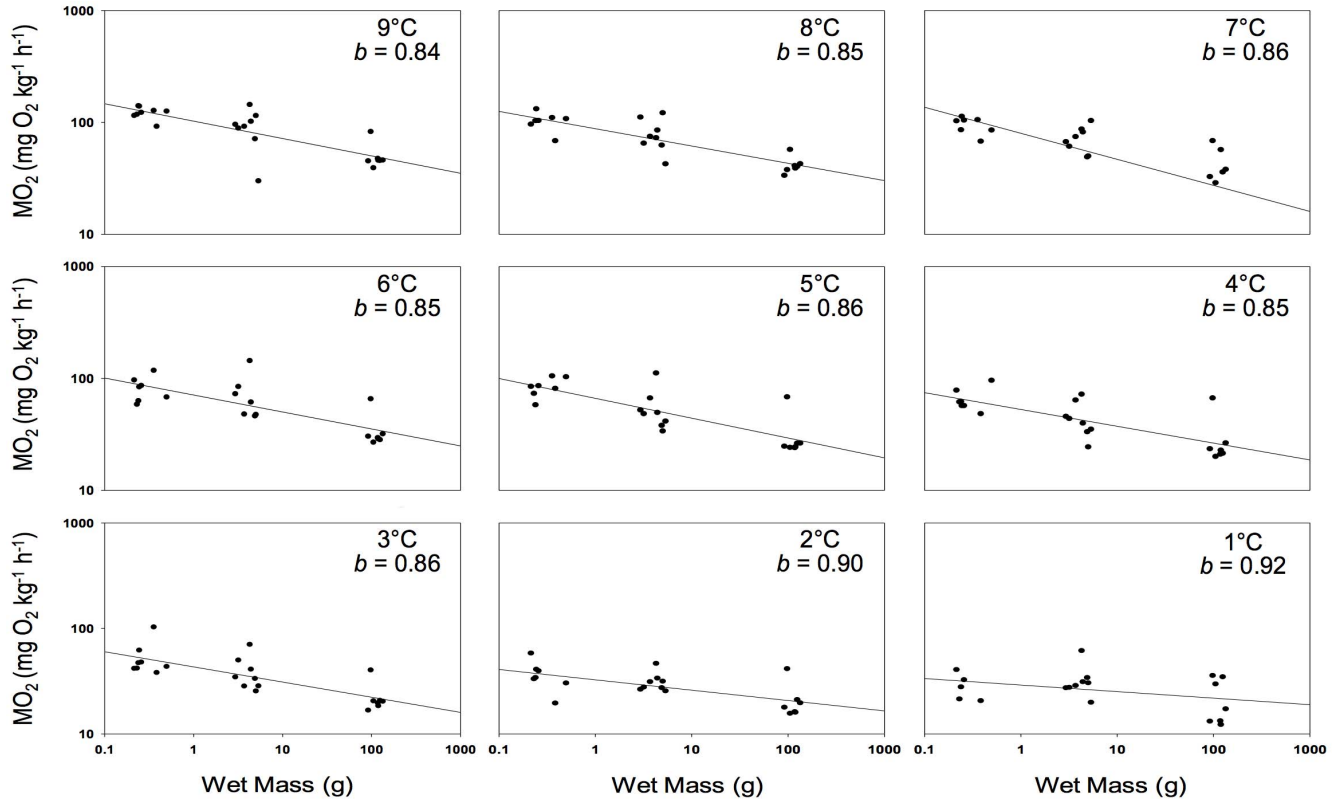 1000
100
10
MO₂ (mg O₂ kg⁻¹ h⁻¹)
9°C
b = 0.84
8°C
b = 0.85
7°C
b = 0.86
1000
100
10
MO₂ (mg O₂ kg⁻¹ h⁻¹)
6°C
b = 0.85
5°C
b = 0.86
4°C
b = 0.85
1000
100
10
MO₂ (mg O₂ kg⁻¹ h⁻¹)
3°C
b = 0.86
2°C
b = 0.90
1°C
b = 0.92
0.1 1 10 100 1000
0.1 1 10 100 1000
0.1 1 10 100 1000
Wet Mass (g)
Wet Mass (g)
Wet Mass (g)